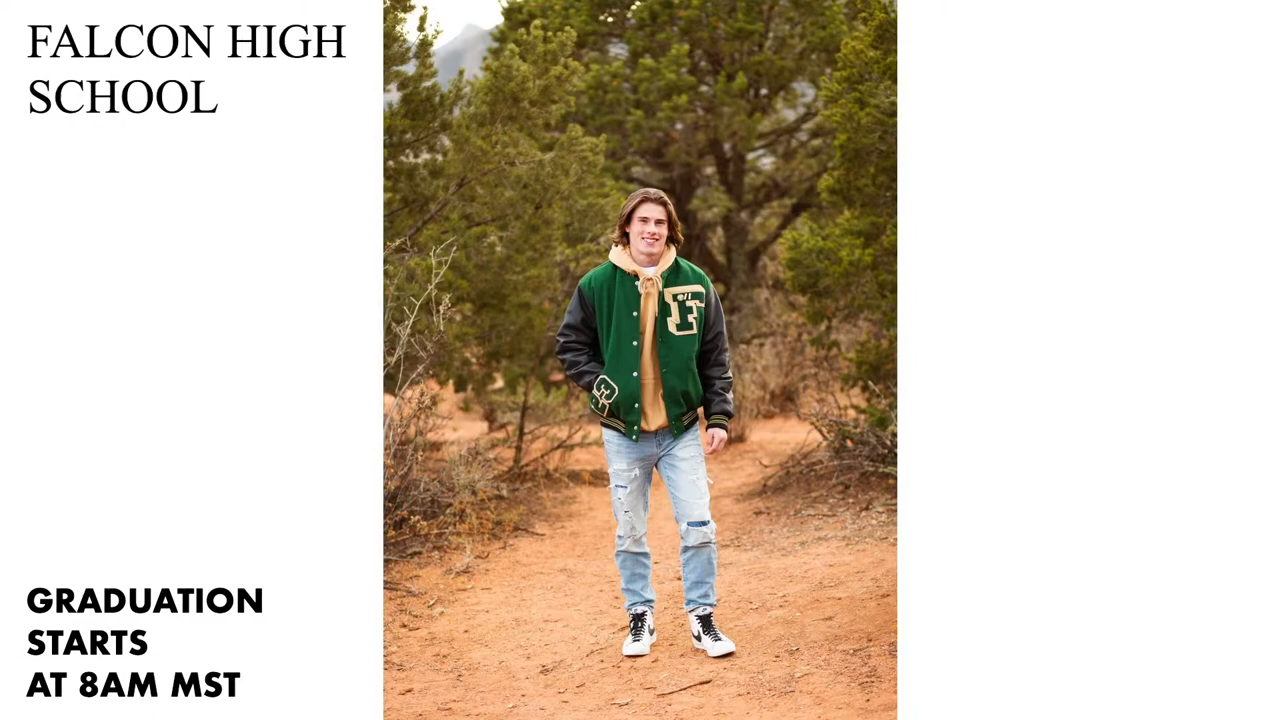 FALCON HIGH
SCHOOL
F
GRADUATION
STARTS
AT 8AM MST